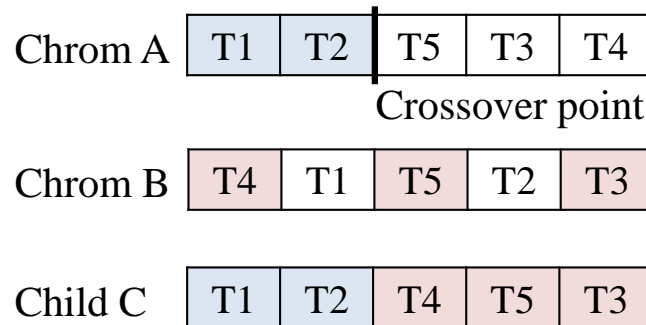 Chrom A T1 T2 T5 T3 T4
Crossover point
Chrom B T4 T1 T5 T2 T3
Child C T1 T2 T4 T5 T3